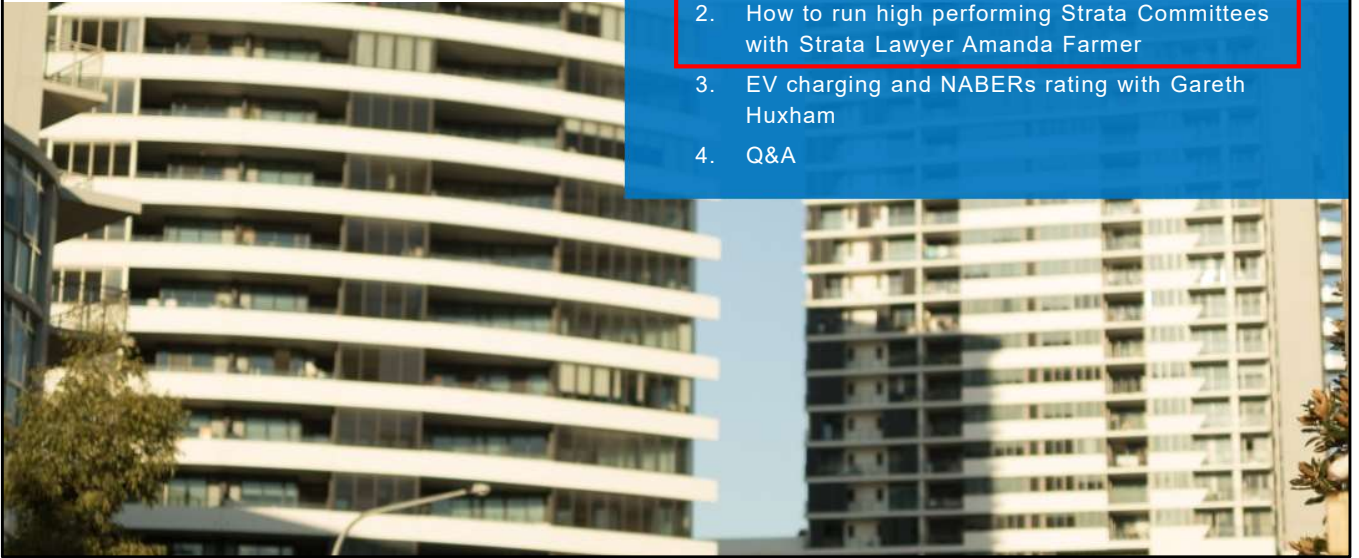 2. How to run high performing Strata Committees
with Strata Lawyer Amanda Farmer
3. EV charging and NABERs rating with Gareth
Huxham
4. Q&A